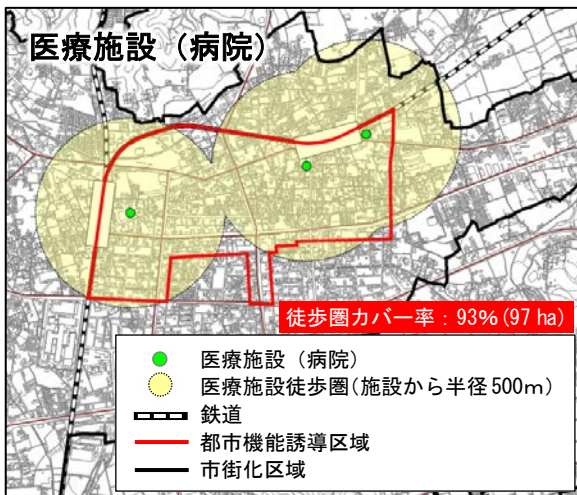 医療施設（病院）
徒歩圏カバー率：93％(97 ha)
医療施設（病院）
医療施設徒歩圏(施設から半径500ｍ)
鉄道
都市機能誘導区域
市街化区域